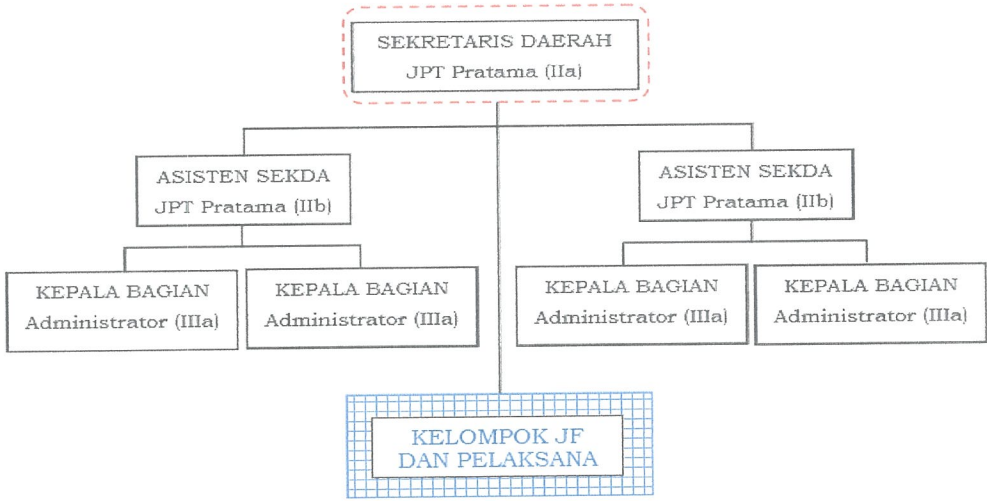 SEKRETARIS DAERAH
JPT Pratama (IIa)
ASISTEN SEKDA
JPT Pratama (IIb)
ASISTEN SEKDA
JPT Pratama (IIb)
KEPALA BAGIAN
Administrator (IIIa)
KEPALA BAGIAN
Administrator (IIIa)
KEPALA BAGIAN
Administrator (IIIa)
KEPALA BAGIAN
Administrator (IIIa)
KELOMPOK JF
DAN PELAKSANA